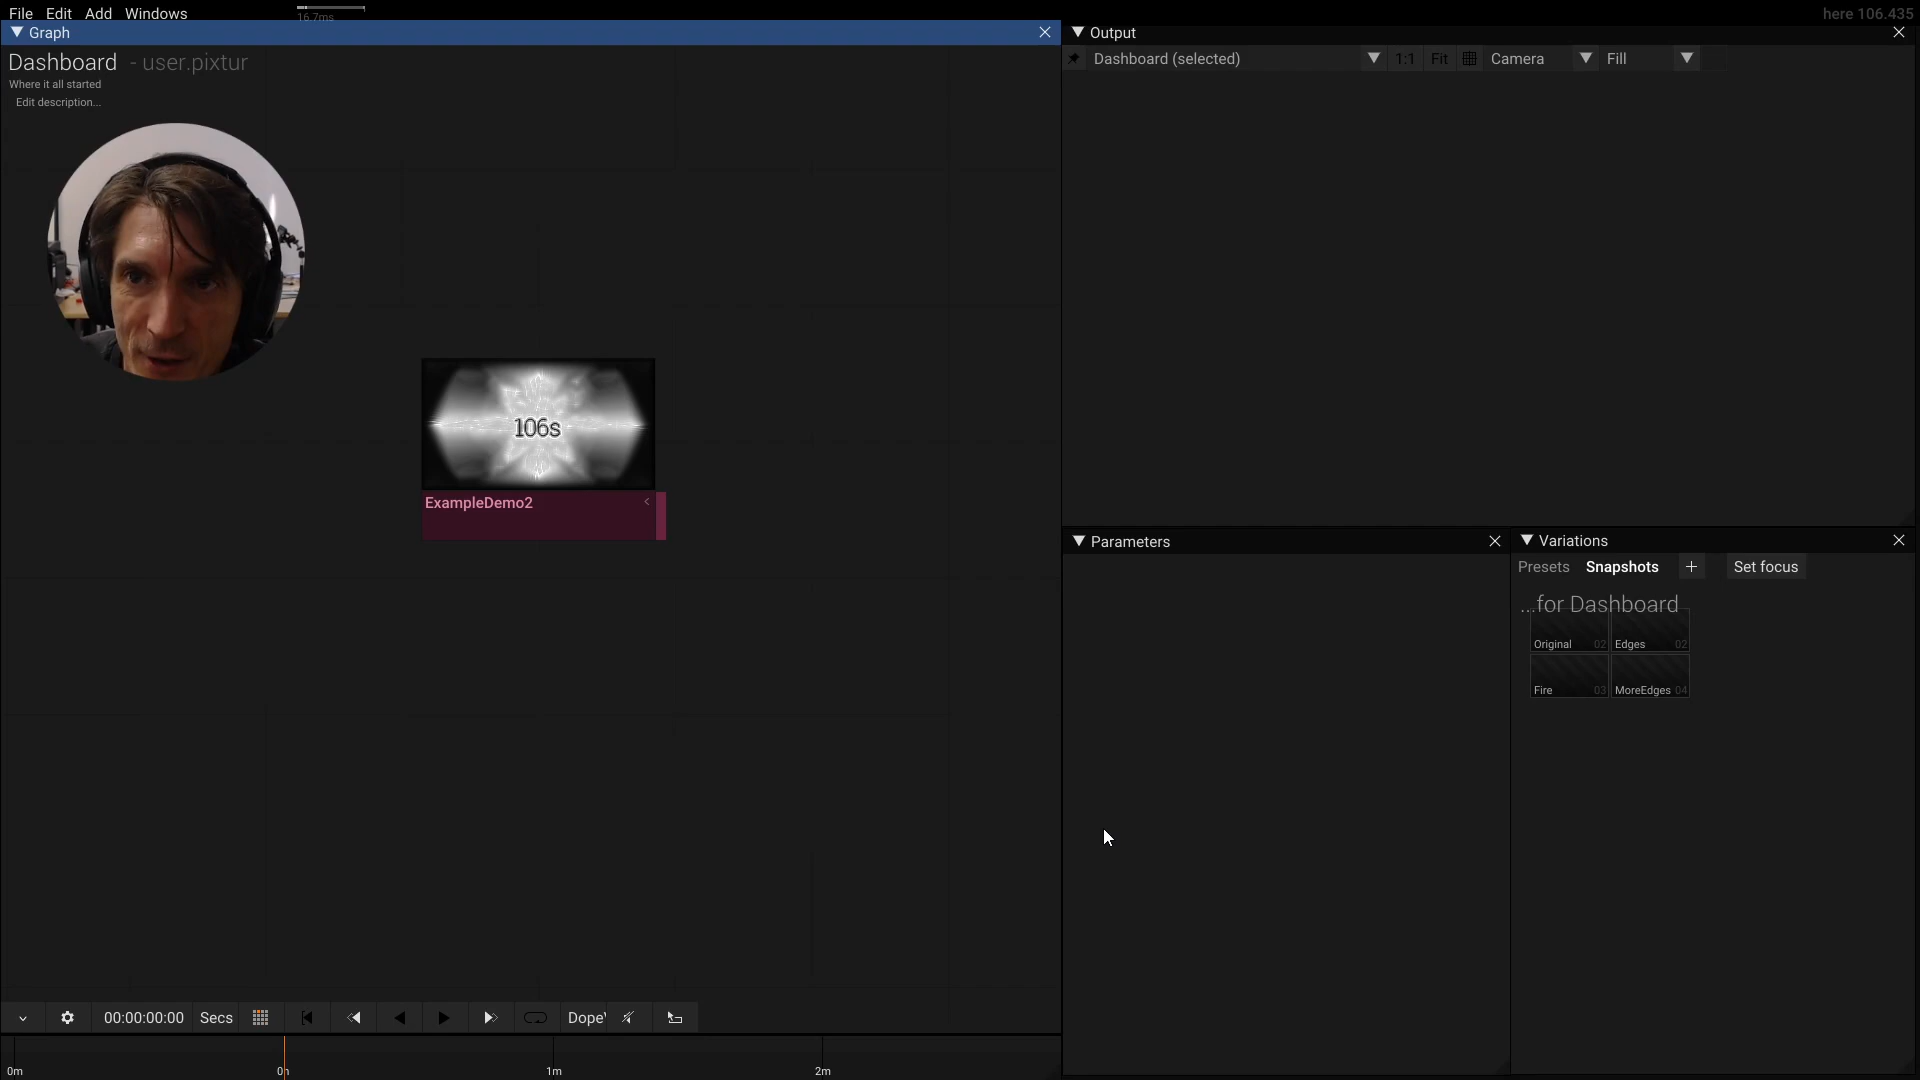 File Edit Add Windows
16.7ms
here 106.435
Graph
Dashboard - user.pixtur
Where it all started
Edit description...
106s
ExampleDemo2
00:00:00:00 Secs
0m 1m 2m
Output
Dashboard (selected) 1:1 Fit Camera Fill
Parameters
Variations
Presets Snapshots + Set focus
...for Dashboard
Original 02 Edges 02
Fire 03 MoreEdges 04